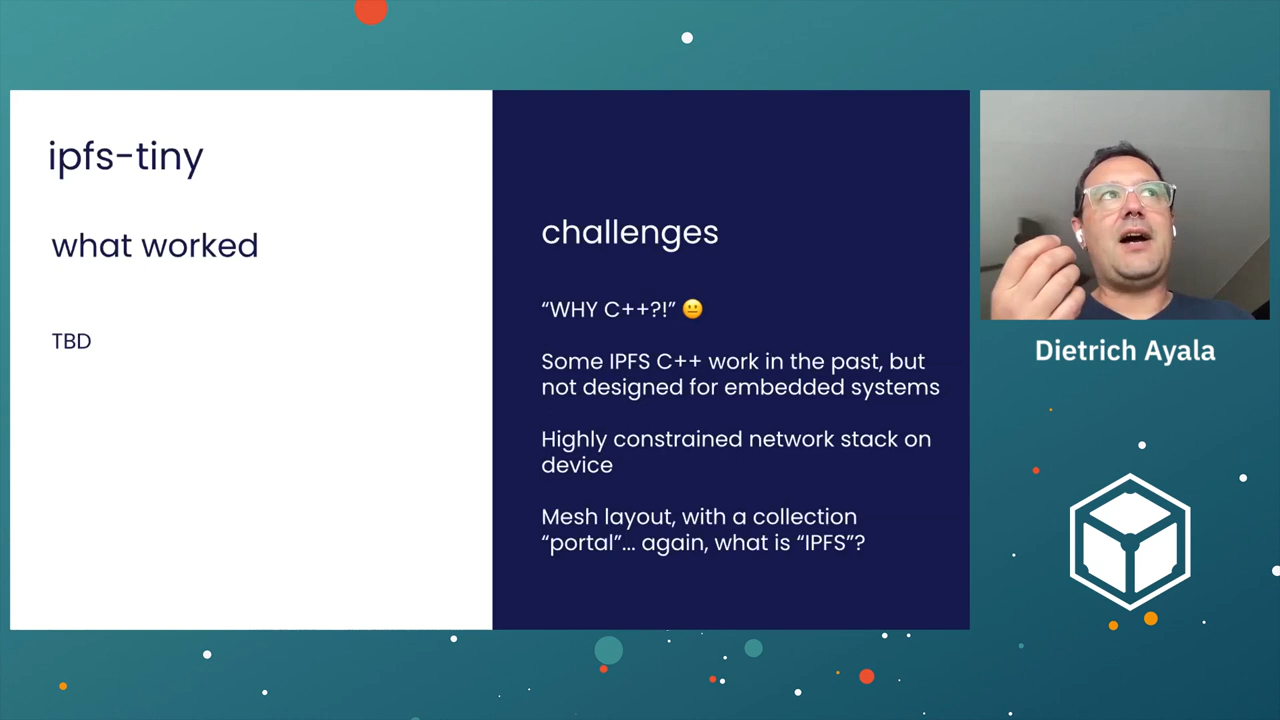 ipfs-tiny
what worked
TBD
challenges
“WHY C++?!” 😐
Some IPFS C++ work in the past, but
not designed for embedded systems
Highly constrained network stack on
device
Mesh layout, with a collection
“portal”... again, what is “IPFS”?
Dietrich Ayala